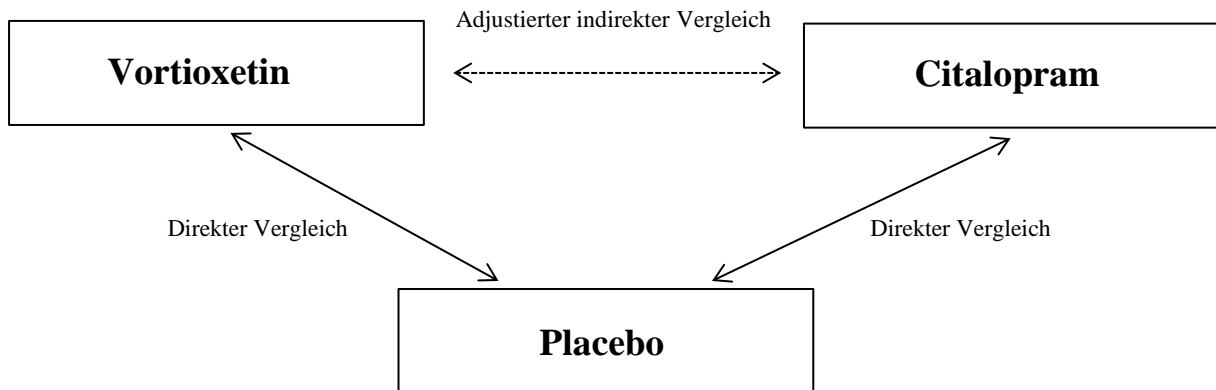 Adjustierter indirekter Vergleich
Vortioxetin
Citalopram
Direkter Vergleich
Direkter Vergleich
Placebo